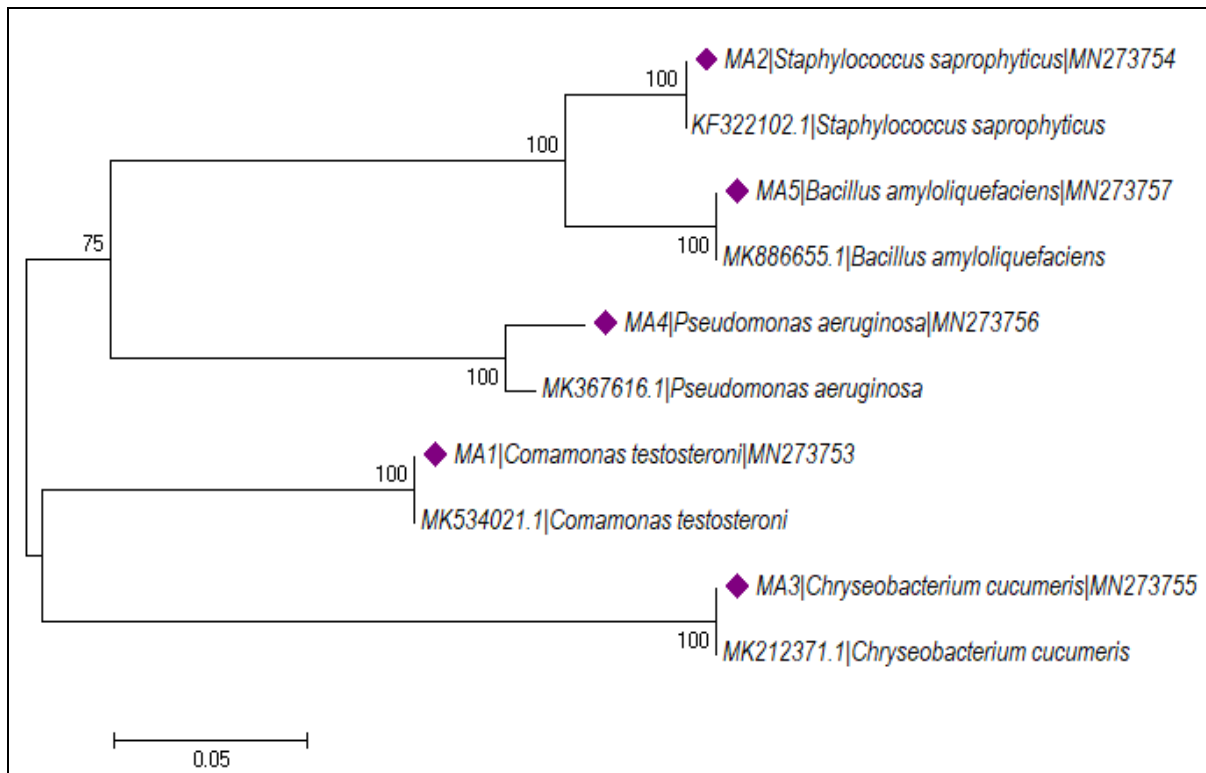 MA2|Staphylococcus saprophyticus|MN273754
100
KF322102.1|Staphylococcus saprophyticus
100
MA5|Bacillus amyloliquefaciens|MN273757
75
100
MK886655.1|Bacillus amyloliquefaciens
MA4|Pseudomonas aeruginosa|MN273756
100
MK367616.1|Pseudomonas aeruginosa
MA1|Comamonas testosteroni|MN273753
100
MK534021.1|Comamonas testosteroni
MA3|Chryseobacterium cucumeris|MN273755
100
MK212371.1|Chryseobacterium cucumeris
0.05